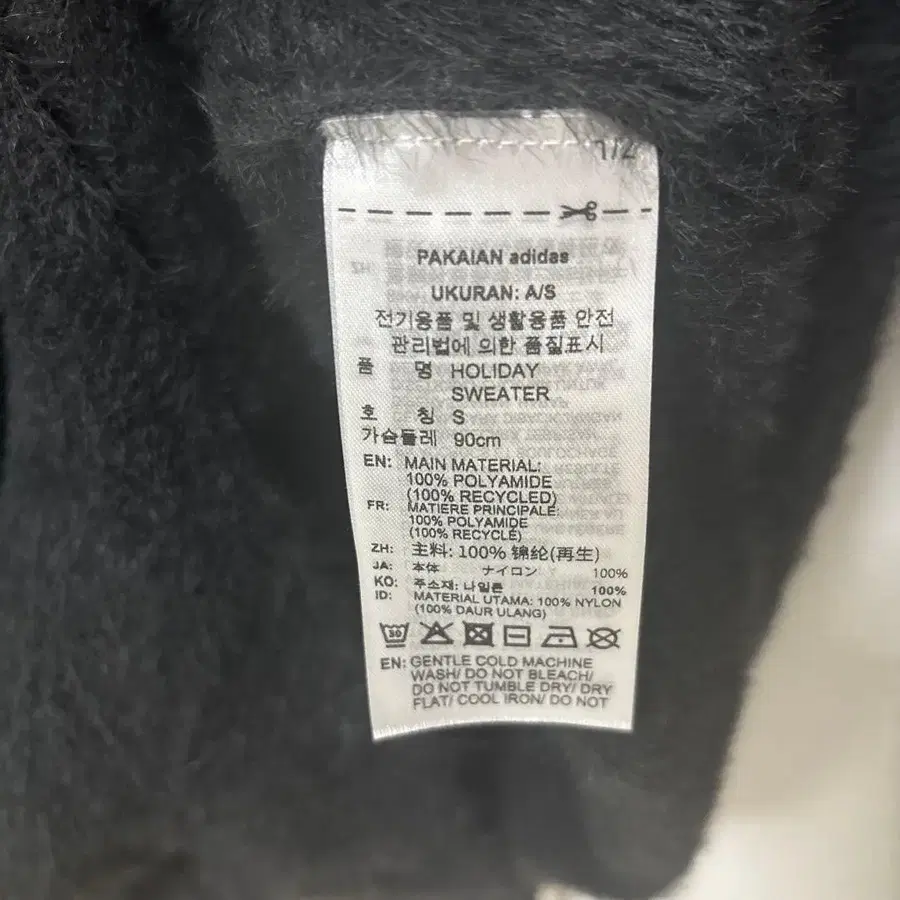 1/2
PAKAIAN adidas
UKURAN: A/S
전기용품 및 생활용품 안전
관리법에 의한 품질표시
품 명 HOLIDAY
SWEATER
호 칭 S
가슴둘레 90cm
EN: MAIN MATERIAL:
100% POLYAMIDE
(100% RECYCLED)
FR: MATIERE PRINCIPALE:
100% POLYAMIDE
(100% RECYCLÉ)
ZH: 主料: 100% 锦纶(再生)
JA: 本体 ナイロン 100%
KO: 주소재: 나일론 100%
ID: MATERIAL UTAMA: 100% NYLON
(100% DAUR ULANG)
30
EN: GENTLE COLD MACHINE
WASH/ DO NOT BLEACH/
DO NOT TUMBLE DRY/ DRY
FLAT/ COOL IRON/ DO NOT